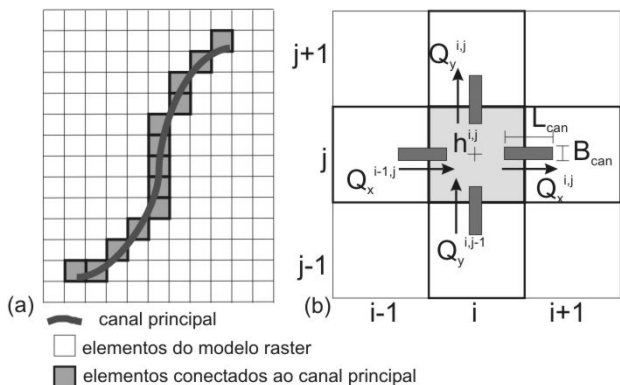 (a)
canal principal
elementos do modelo raster
elementos conectados ao canal principal
j+1
j
j-1
Q_y^{i,j}
h^{i,j}
L_can
B_can
Q_x^{i-1,j}
Q_x^{i,j}
Q_y^{i,j-1}
(b)
i-1 i i+1